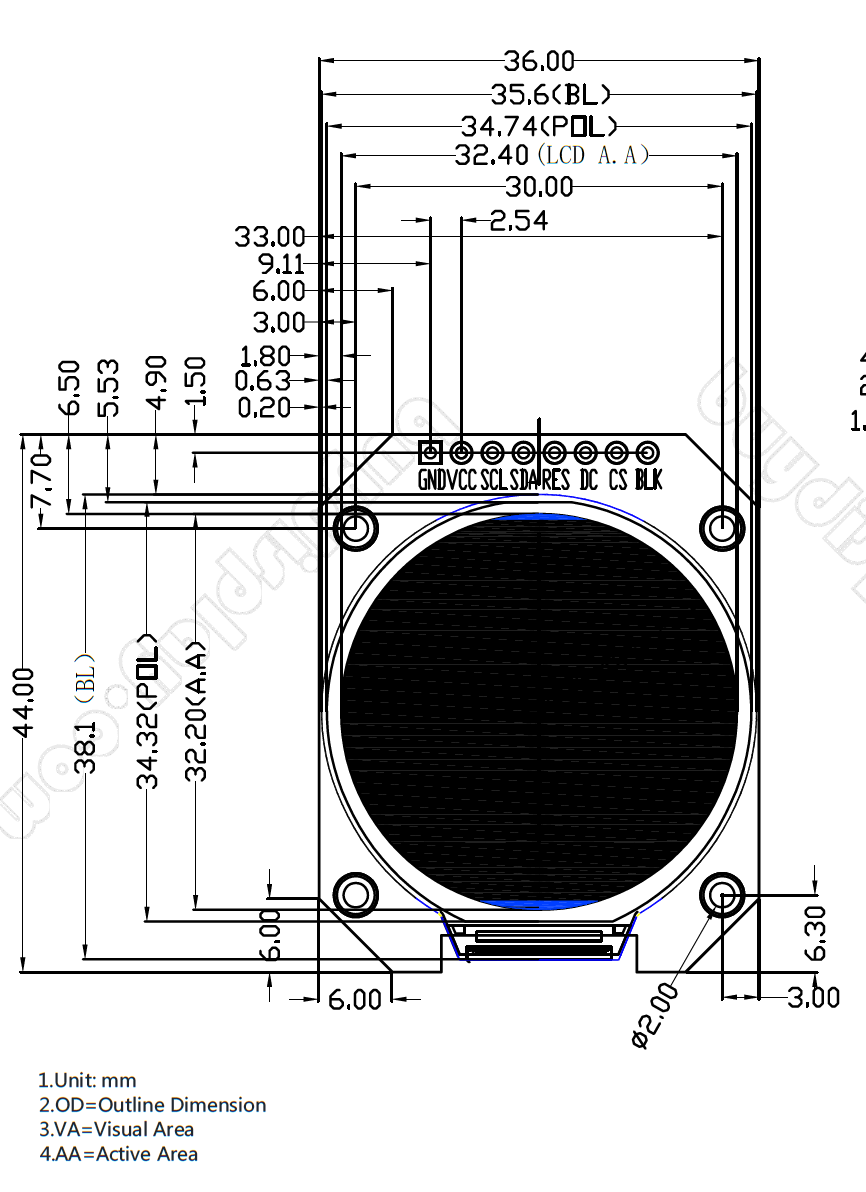 36.00
35.6(BL)
34.74(POL)
32.40(LCD A.A)
30.00
2.54
33.00
9.11
6.00
3.00
1.80
0.63
0.20
6.50
5.53
4.90
1.50
7.70
GND VCC SCL SDA RES DC CS BLK
44.00
38.1 (BL)
34.32(POL)
32.20(A.A)
6.00
6.00
ø2.00
6.30
3.00
1.
1.Unit: mm
2.OD=Outline Dimension
3.VA=Visual Area
4.AA=Active Area